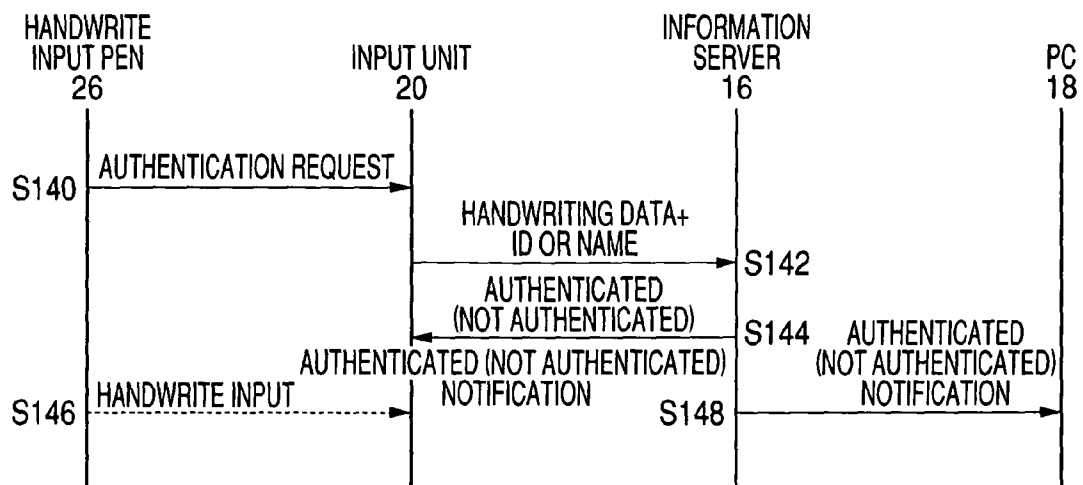 HANDWRITE
INPUT PEN
26
INPUT UNIT
20
INFORMATION
SERVER
16
PC
18
S140
AUTHENTICATION REQUEST
HANDWRITING DATA+
ID OR NAME
S142
AUTHENTICATED
(NOT AUTHENTICATED)
S144
AUTHENTICATED (NOT AUTHENTICATED)
NOTIFICATION
AUTHENTICATED
(NOT AUTHENTICATED)
NOTIFICATION
S146
HANDWRITE INPUT
S148